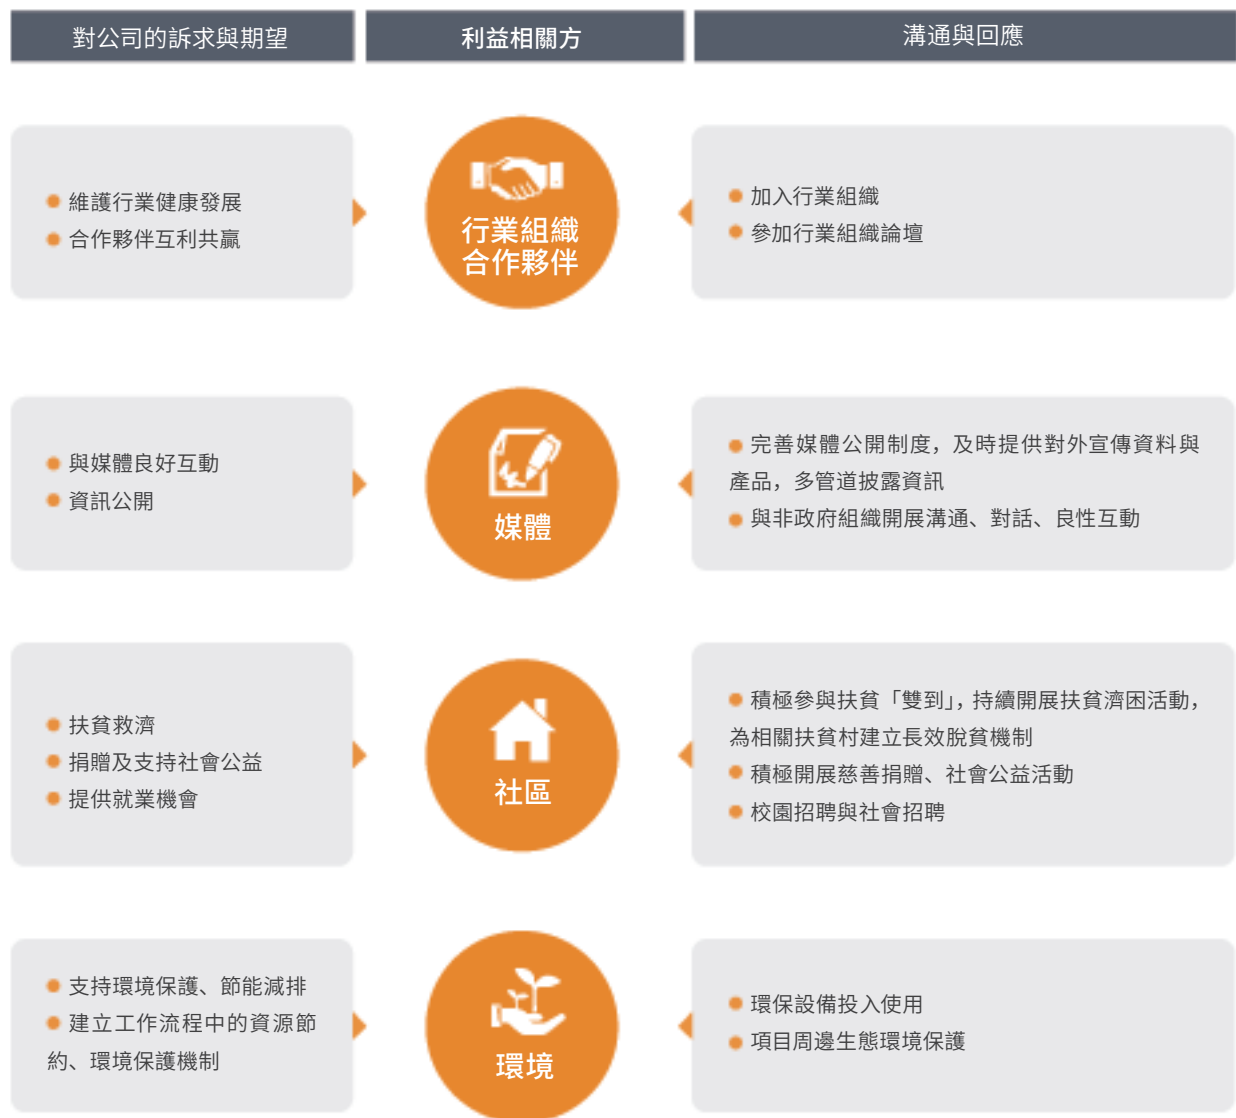 對公司的訴求與期望
利益相關方
溝通與回應
維護行業健康發展
合作夥伴互利共贏
行業組織
合作夥伴
加入行業組織
參加行業組織論壇
與媒體良好互動
資訊公開
媒體
完善媒體公開制度，及時提供對外宣傳資料與
產品，多管道披露資訊
與非政府組織開展溝通、對話、良性互動
扶貧救濟
捐贈及支持社會公益
提供就業機會
社區
積極參與扶貧「雙到」，持續開展扶貧濟困活動，
為相關扶貧村建立長效脫貧機制
積極開展慈善捐贈、社會公益活動
校園招聘與社會招聘
支持環境保護、節能減排
建立工作流程中的資源節
約、環境保護機制
環境
環保設備投入使用
項目周邊生態環境保護